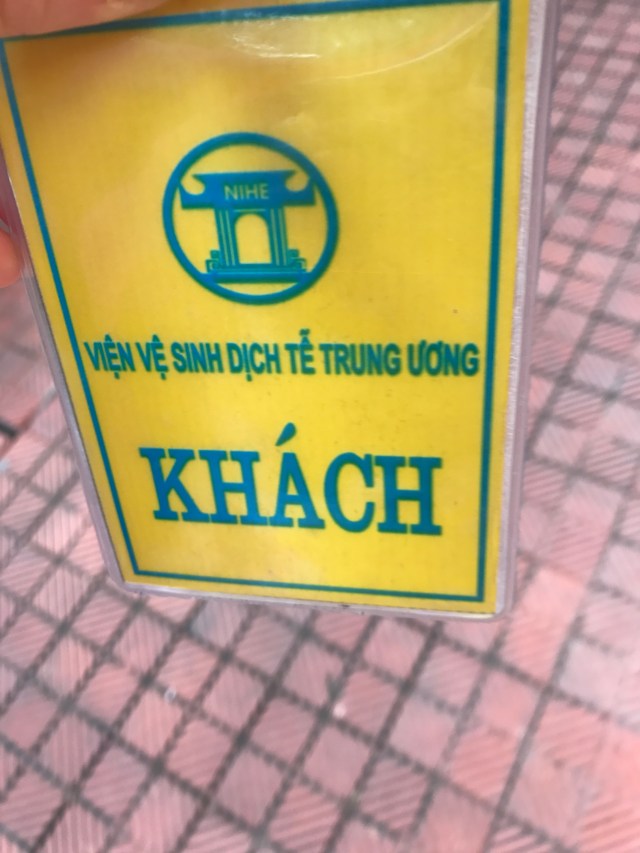 NIHE
VIỆN VỆ SINH DỊCH TỄ TRUNG ƯƠNG
KHÁCH